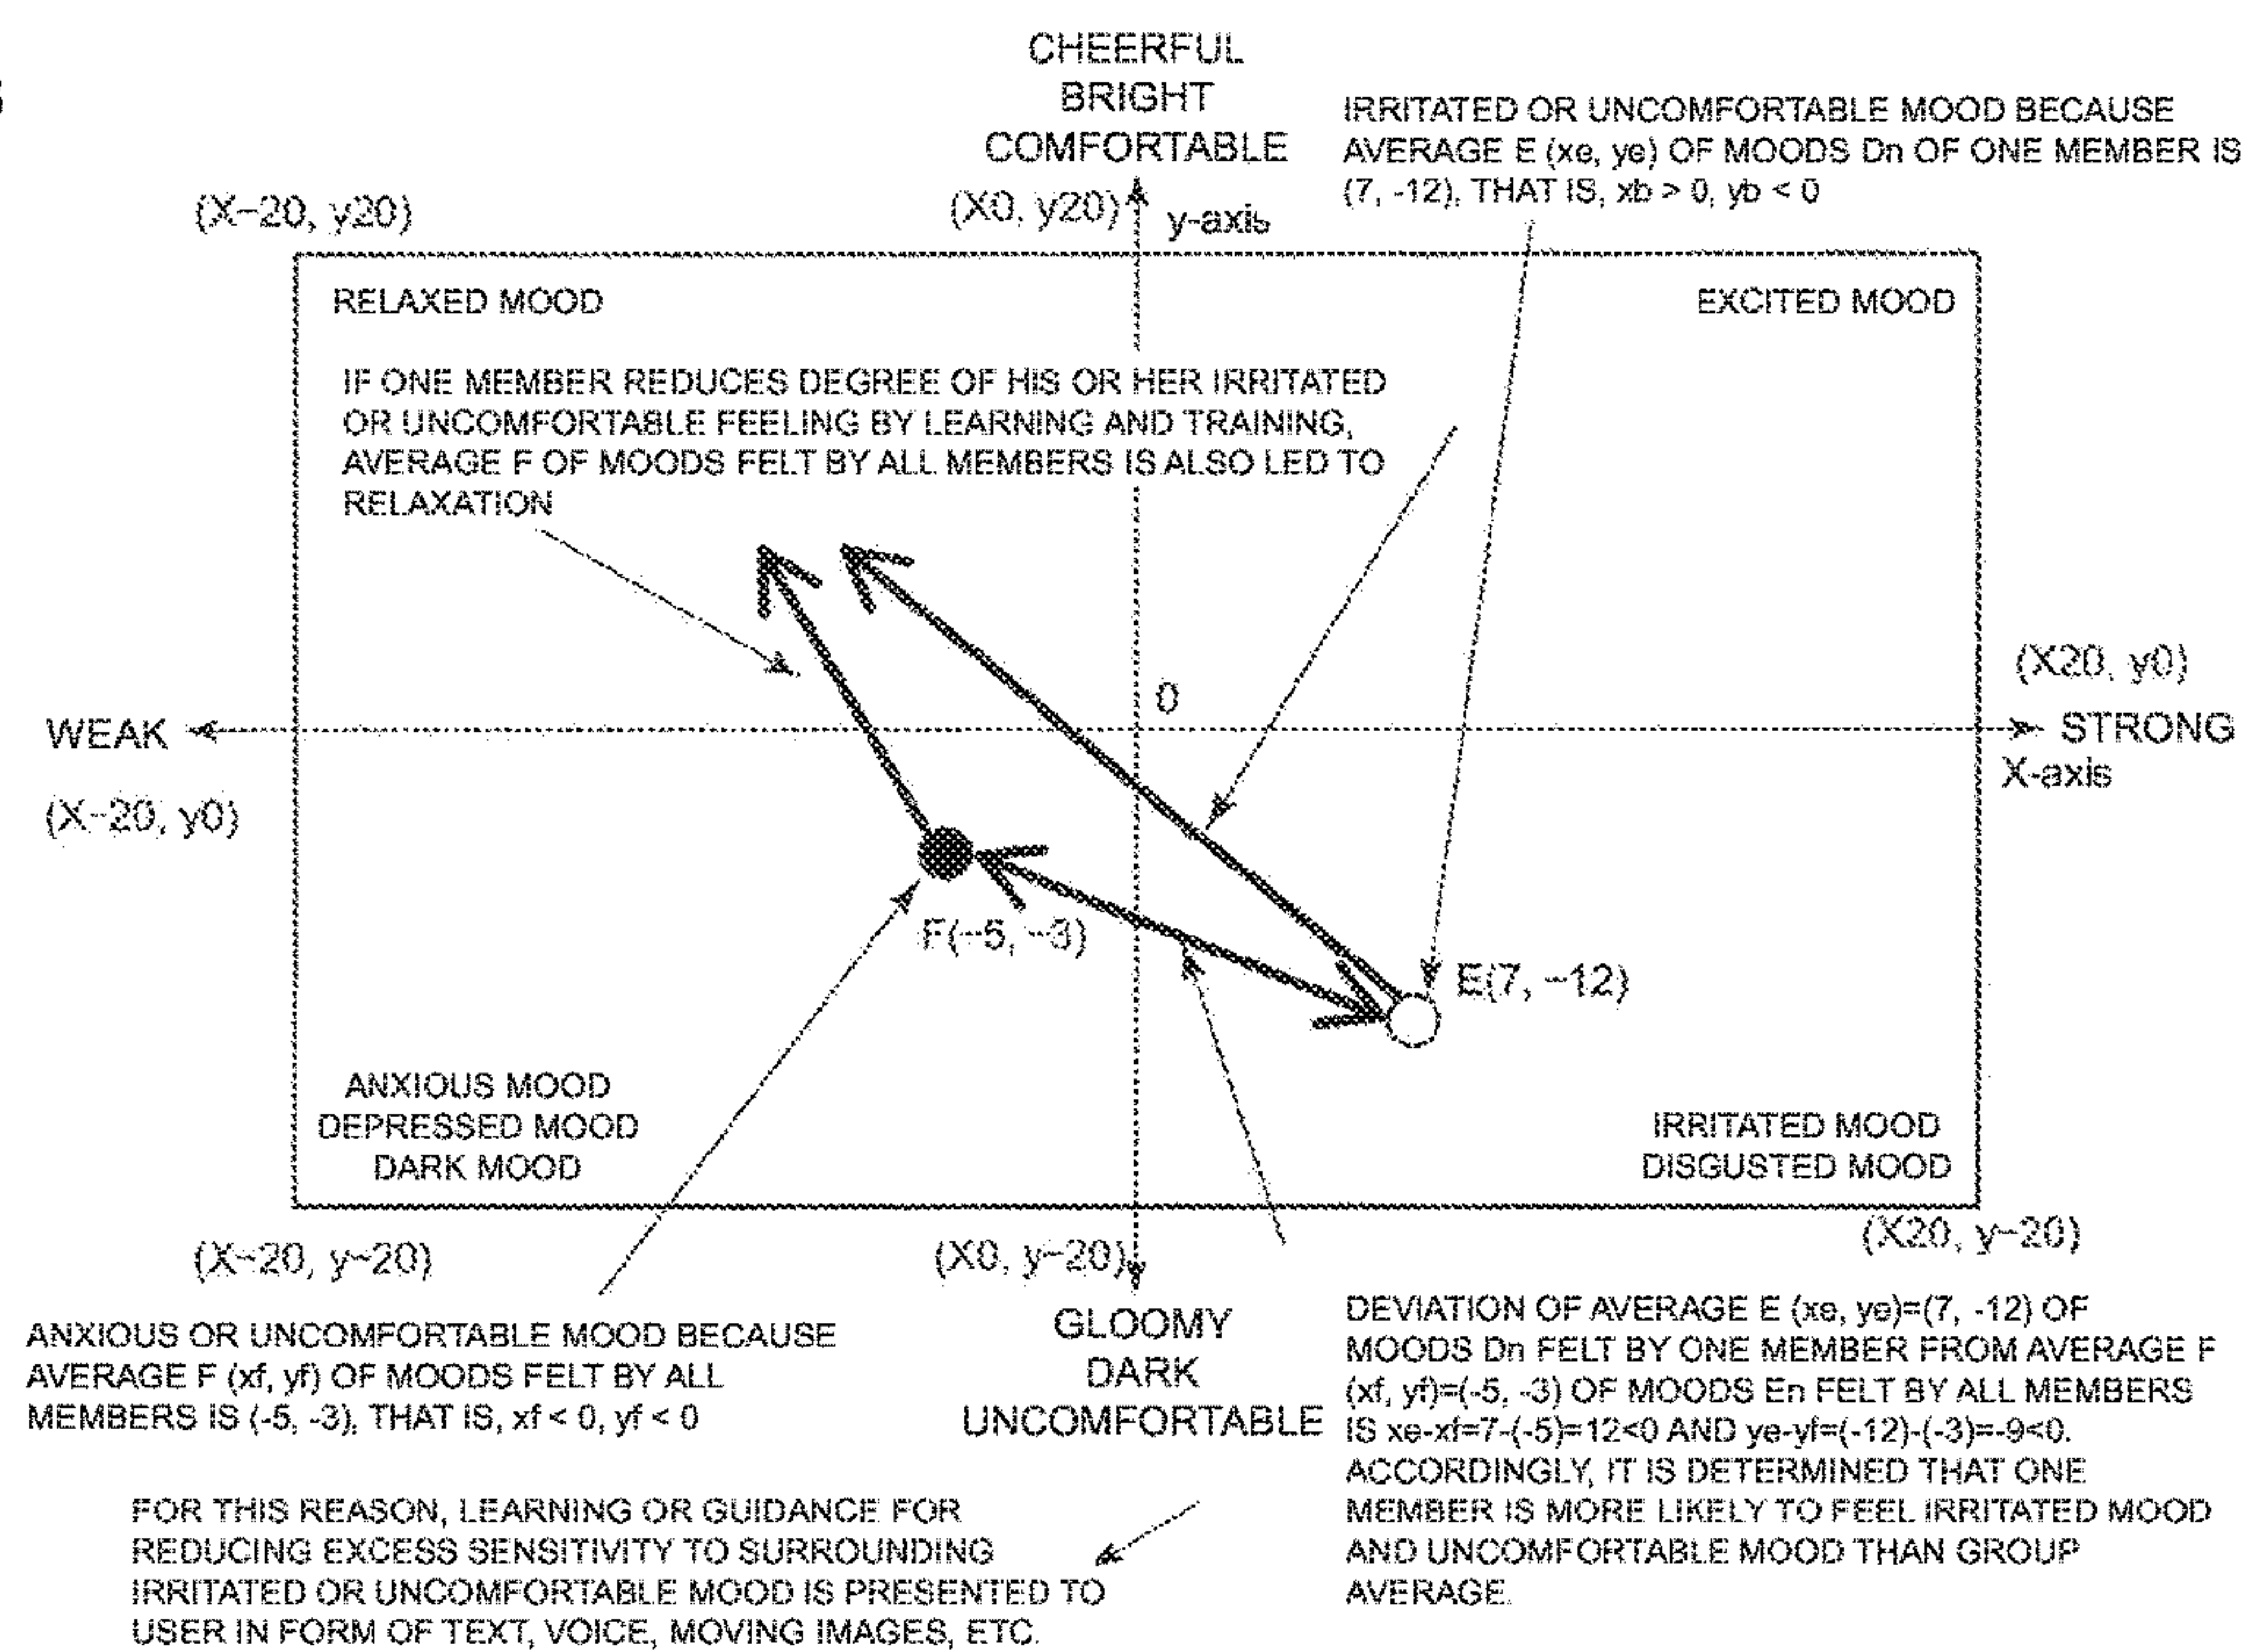 CHEERFUL
BRIGHT
COMFORTABLE
IRRITATED OR UNCOMFORTABLE MOOD BECAUSE
AVERAGE E (xe, ye) OF MOODS Dn OF ONE MEMBER IS
(7, -12), THAT IS, xb > 0, yb < 0
(X-20, y20)
(X0, y20)
y-axis
RELAXED MOOD
EXCITED MOOD
IF ONE MEMBER REDUCES DEGREE OF HIS OR HER IRRITATED
OR UNCOMFORTABLE FEELING BY LEARNING AND TRAINING,
AVERAGE F OF MOODS FELT BY ALL MEMBERS IS ALSO LED TO
RELAXATION
(X20, y0)
0
WEAK
STRONG
X-axis
(X-20, y0)
F(-5, -3)
E(7, -12)
ANXIOUS MOOD
DEPRESSED MOOD
DARK MOOD
IRRITATED MOOD
DISGUSTED MOOD
(X-20, y-20)
(X0, y-20)
(X20, y-20)
ANXIOUS OR UNCOMFORTABLE MOOD BECAUSE
AVERAGE F (xf, yf) OF MOODS FELT BY ALL
MEMBERS IS (-5, -3), THAT IS, xf < 0, yf < 0
GLOOMY
DARK
UNCOMFORTABLE
DEVIATION OF AVERAGE E (xe, ye)=(7, -12) OF
MOODS Dn FELT BY ONE MEMBER FROM AVERAGE F
(xf, yf)=(-5, -3) OF MOODS En FELT BY ALL MEMBERS
IS xe-xf=7-(-5)=12<0 AND ye-yf=(-12)-(-3)=-9<0.
ACCORDINGLY, IT IS DETERMINED THAT ONE
MEMBER IS MORE LIKELY TO FEEL IRRITATED MOOD
AND UNCOMFORTABLE MOOD THAN GROUP
AVERAGE.
FOR THIS REASON, LEARNING OR GUIDANCE FOR
REDUCING EXCESS SENSITIVITY TO SURROUNDING
IRRITATED OR UNCOMFORTABLE MOOD IS PRESENTED TO
USER IN FORM OF TEXT, VOICE, MOVING IMAGES, ETC.